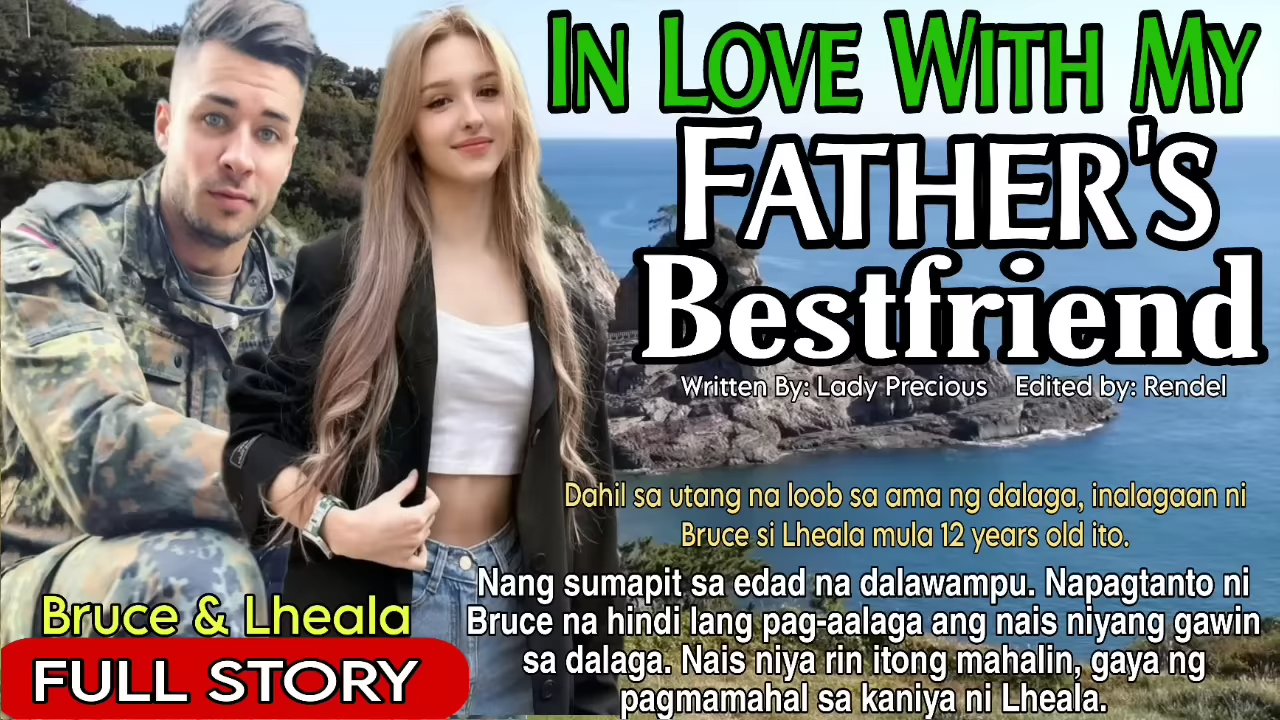 In Love With My
Father's
Bestfriend
Written By: Lady Precious Edited by: Rendel
Dahil sa utang na loob sa ama ng dalaga, inalagaan ni
Bruce si Lheala mula 12 years old ito.
Nang sumapit sa edad na dalawampu. Napagtanto ni
Bruce na hindi lang pag-aalaga ang nais niyang gawin
sa dalaga. Nais niya rin itong mahalin, gaya ng
pagmamahal sa kaniya ni Lheala.
Bruce & Lheala
FULL STORY